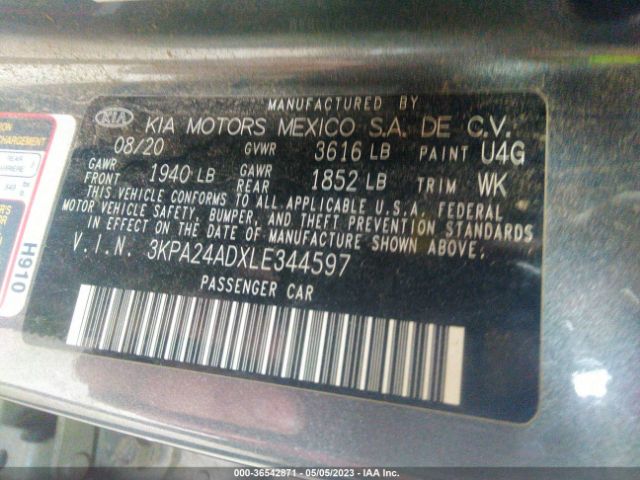 MANUFACTURED BY
KIA KIA MOTORS MEXICO S.A. DE C.V.
08/20 GVWR 3616 LB PAINT U4G
GAWR FRONT 1940 LB GAWR REAR 1852 LB TRIM WK
THIS VEHICLE CONFORMS TO ALL APPLICABLE U.S.A. FEDERAL
MOTOR VEHICLE SAFETY, BUMPER, AND THEFT PREVENTION STANDARDS
IN EFFECT ON THE DATE OF MANUFACTURE SHOWN ABOVE.
V.I.N. 3KPA24ADXLE344597
PASSENGER CAR
H910
000-36542871 - 05/05/2023 - IAA Inc.